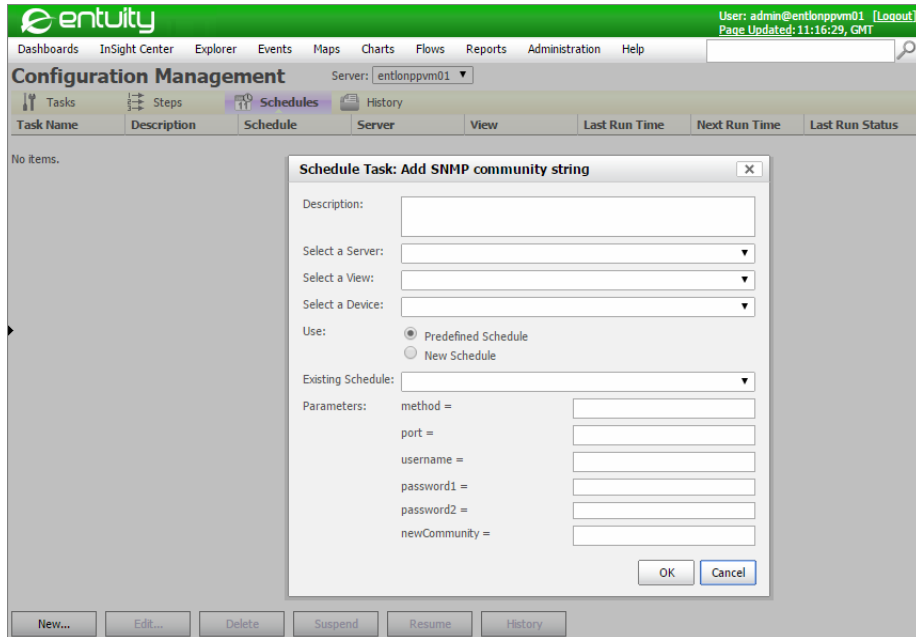 entuity
User: admin@entlonppvm01 [Logout]
Page Updated: 11:16:29, GMT
Dashboards InSight Center Explorer Events Maps Charts Flows Reports Administration Help
Configuration Management Server: entlonppvm01
Tasks Steps Schedules History
Task Name Description Schedule Server View Last Run Time Next Run Time Last Run Status
No items.
Schedule Task: Add SNMP community string
Description:
Select a Server:
Select a View:
Select a Device:
Use: Predefined Schedule
New Schedule
Existing Schedule:
Parameters: method =
port =
username =
password1 =
password2 =
newCommunity =
OK Cancel
New... Edit... Delete Suspend Resume History